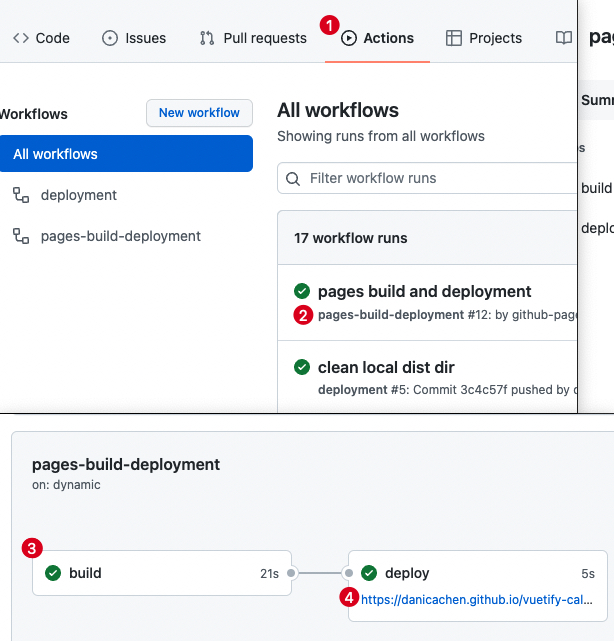 Code Issues Pull requests 1 Actions Projects
Workflows
New workflow
All workflows
deployment
pages-build-deployment
All workflows
Showing runs from all workflows
Filter workflow runs
17 workflow runs
pages build and deployment
2 pages-build-deployment #12: by github-page
clean local dist dir
deployment #5: Commit 3c4c57f pushed by
pag
Summ
build
deplo
pages-build-deployment
on: dynamic
3
build 21s
deploy 5s
4 https://danicachen.github.io/vuetify-cal...